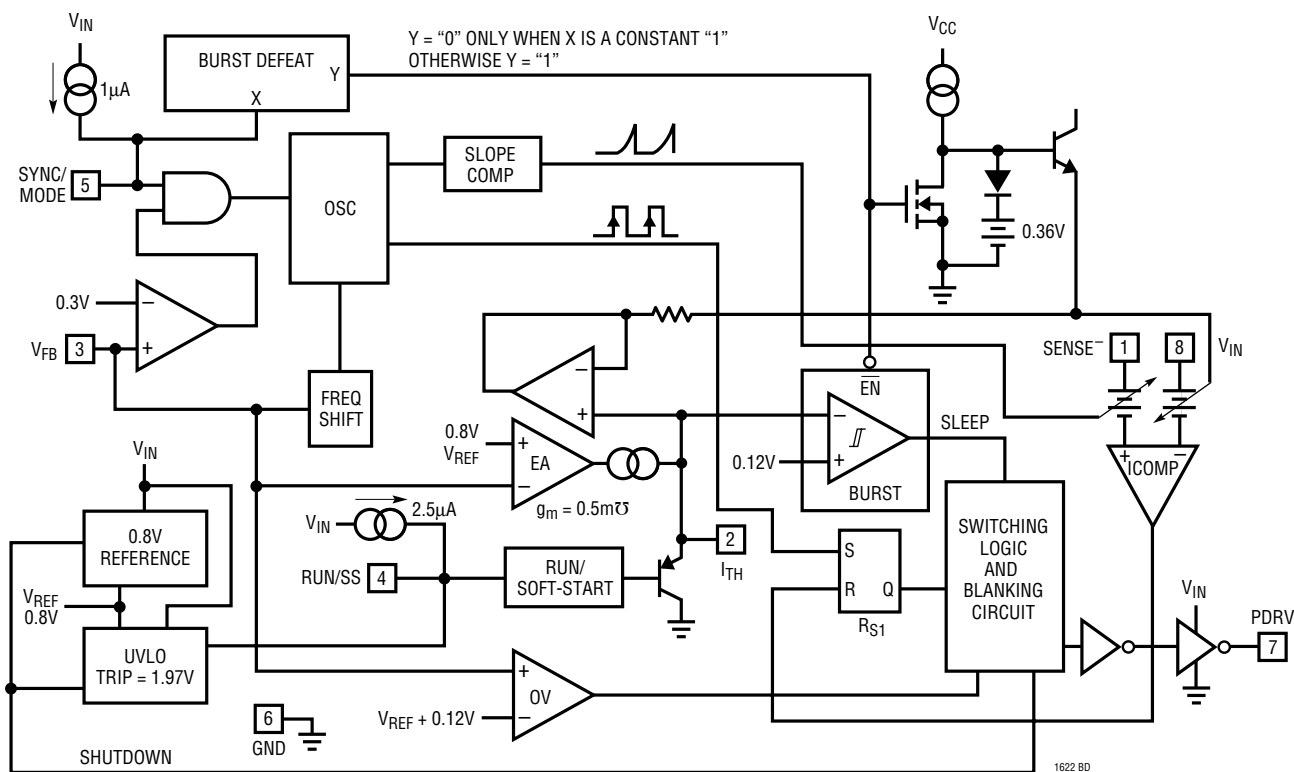 VIN
1µA
BURST DEFEAT
Y
X
Y = “0” ONLY WHEN X IS A CONSTANT “1”
OTHERWISE Y = “1”
VCC
SYNC/
MODE
5
OSC
SLOPE
COMP
0.36V
0.3V
−
+
VFB
3
FREQ
SHIFT
−
+
EN
−
+
0.12V
BURST
SLEEP
SENSE−
1
8
VIN
+
−
ICOMP
0.8V
VREF
+
−
EA
gm = 0.5m℧
VIN
0.8V
REFERENCE
VREF
0.8V
UVLO
TRIP = 1.97V
VIN
2.5µA
RUN/SS
4
RUN/
SOFT-START
2
ITH
S
R
Q
RS1
SWITCHING
LOGIC
AND
BLANKING
CIRCUIT
VIN
PDRV
7
+
−
OV
VREF + 0.12V
6
GND
SHUTDOWN
1622 BD